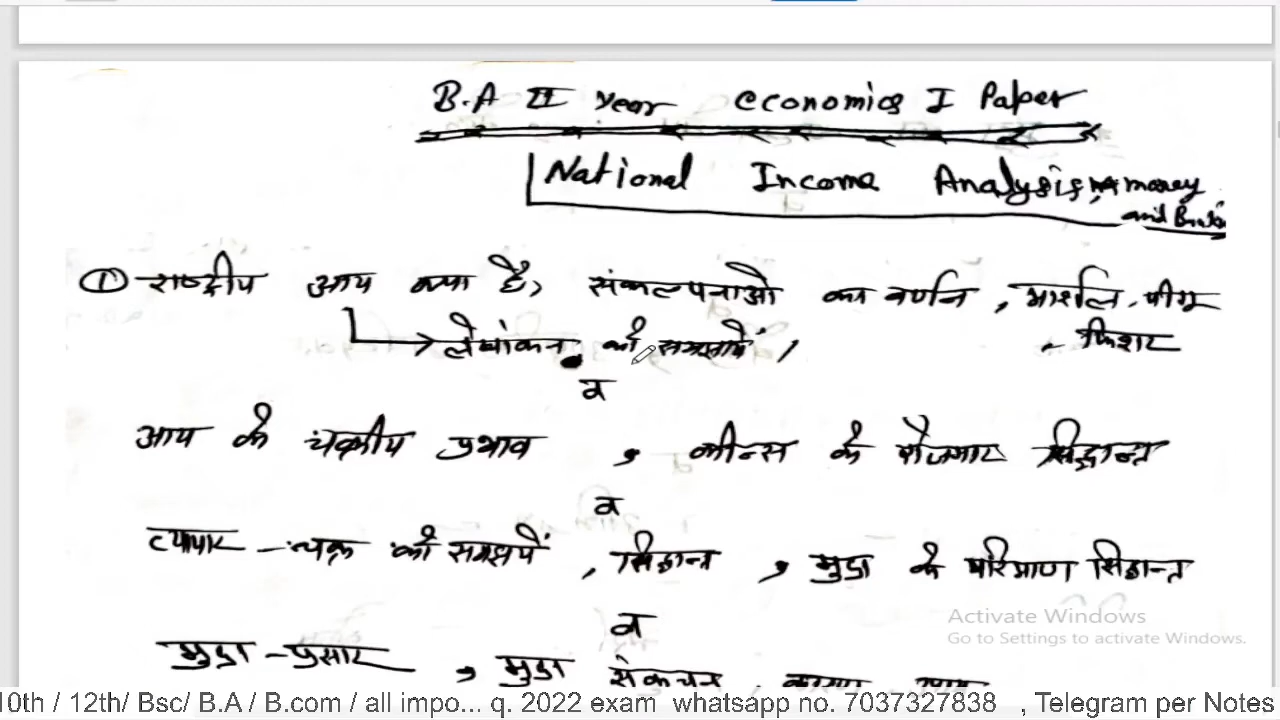 B.A II year economics I Paper
National Income Analysis, money
and
① राष्ट्रीय आय क्या है, संकल्पनाओ का वर्णन, मार्शल - पीगू
लेखांकन की समस्यायें, - फिशर
व
आय के चक्रीय प्रभाव, कीन्स के रोजगार सिद्धान्त
व
व्यापार - चक्र की समस्यायें, सिद्धान्त, मुद्रा के परिमाण सिद्धान्त
व
मुद्रा - प्रसार, मुद्रा संकुचन, कारण
Activate Windows
Go to Settings to activate Windows.
10th / 12th/ Bsc/ B.A / B.com / all impo... q. 2022 exam whatsapp no. 7037327838 , Telegram per Notes